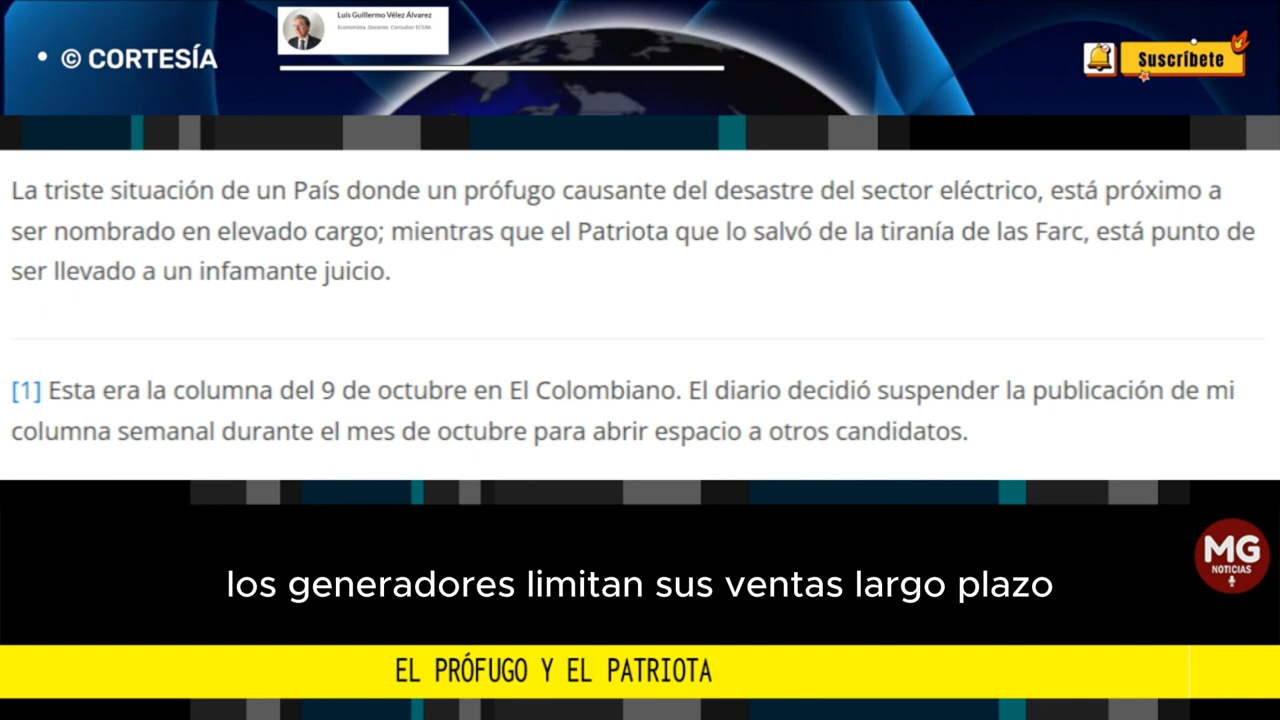 Luis Guillermo Vélez Álvarez
Economista. Docente. Consultor ECSIM.
• © CORTESÍA
Suscríbete
La triste situación de un País donde un prófugo causante del desastre del sector eléctrico, está próximo a
ser nombrado en elevado cargo; mientras que el Patriota que lo salvó de la tiranía de las Farc, está punto de
ser llevado a un infamante juicio.
[1] Esta era la columna del 9 de octubre en El Colombiano. El diario decidió suspender la publicación de mi
columna semanal durante el mes de octubre para abrir espacio a otros candidatos.
MG
NOTICIAS
los generadores limitan sus ventas largo plazo
EL PRÓFUGO Y EL PATRIOTA